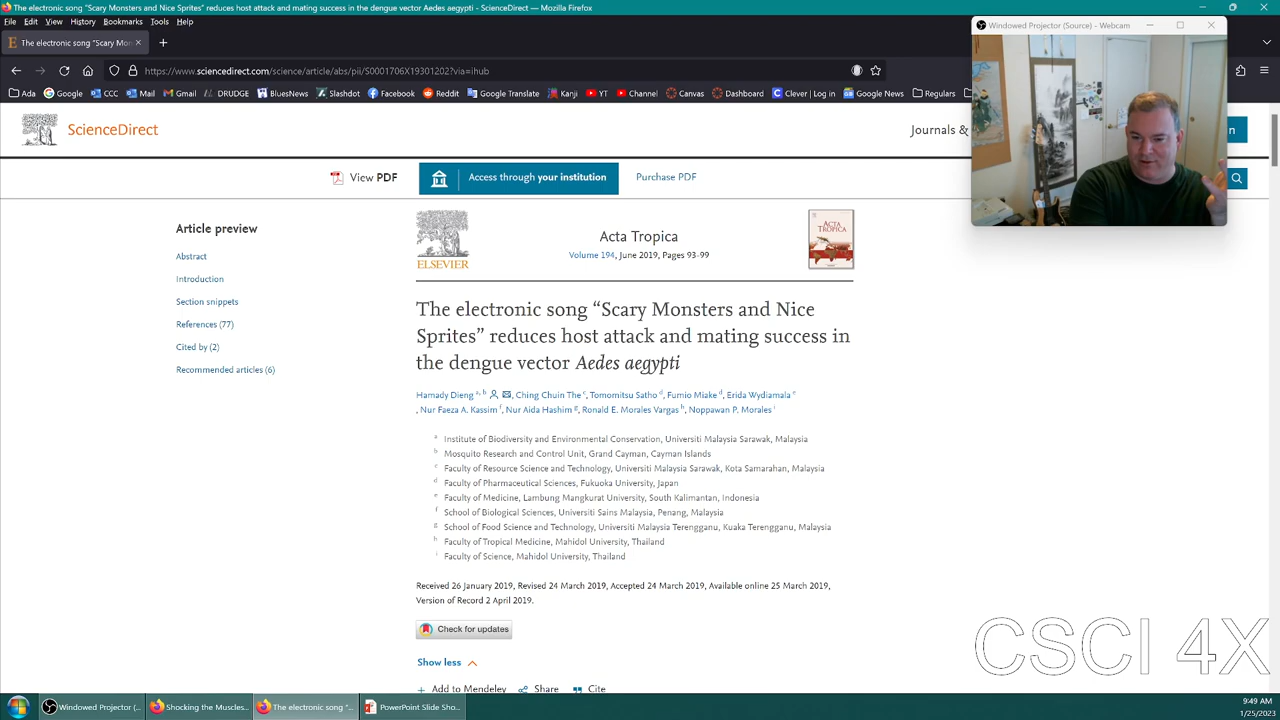 The electronic song “Scary Monsters and Nice Sprites” reduces host attack and mating success in the dengue vector Aedes aegypti - ScienceDirect — Mozilla Firefox
File Edit View History Bookmarks Tools Help
Windowed Projector (Source) - Webcam
The electronic song “Scary Mon
https://www.sciencedirect.com/science/article/abs/pii/S0001706X19301202?via=ihub
Ada Google CCC Mail Gmail DRUDGE BluesNews Slashdot Facebook Reddit Google Translate Kanji YT Channel Canvas Dashboard Clever | Log in Google News Regulars
ScienceDirect
Journals &
n
View PDF
Access through your institution
Purchase PDF
Article preview
Abstract
Introduction
Section snippets
References (77)
Cited by (2)
Recommended articles (6)
ELSEVIER
Acta Tropica
Volume 194, June 2019, Pages 93-99
ACTA
TROPICA
The electronic song “Scary Monsters and Nice
Sprites” reduces host attack and mating success in
the dengue vector Aedes aegypti
Hamady Dieng a, b, Ching Chuin The c, Tomomitsu Satho d, Fumio Miake d, Erida Wydiamala e
, Nur Faeza A. Kassim f, Nur Aida Hashim g, Ronald E. Morales Vargas h, Noppawan P. Morales i
a Institute of Biodiversity and Environmental Conservation, Universiti Malaysia Sarawak, Malaysia
b Mosquito Research and Control Unit, Grand Cayman, Cayman Islands
c Faculty of Resource Science and Technology, Universiti Malaysia Sarawak, Kota Samarahan, Malaysia
d Faculty of Pharmaceutical Sciences, Fukuoka University, Japan
e Faculty of Medicine, Lambung Mangkurat University, South Kalimantan, Indonesia
f School of Biological Sciences, Universiti Sains Malaysia, Penang, Malaysia
g School of Food Science and Technology, Universiti Malaysia Terengganu, Kuaka Terengganu, Malaysia
h Faculty of Tropical Medicine, Mahidol University, Thailand
i Faculty of Science, Mahidol University, Thailand
Received 26 January 2019, Revised 24 March 2019, Accepted 24 March 2019, Available online 25 March 2019,
Version of Record 2 April 2019.
Check for updates
Show less
Add to Mendeley Share Cite
CSCI 4X
Windowed Projector (... Shocking the Muscles... The electronic song “... PowerPoint Slide Sho...
9:49 AM
1/25/2023